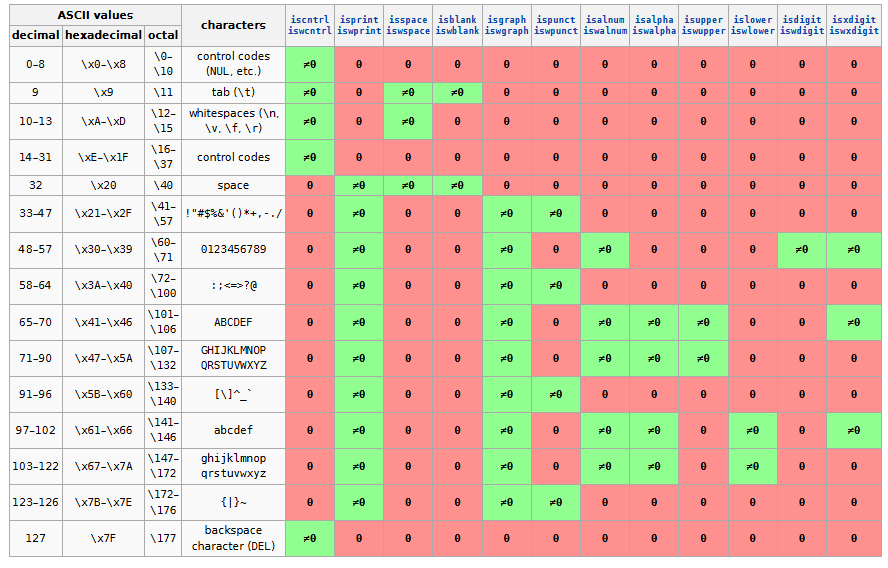 ASCII values characters iscntrl iswcntrl isprint iswprint isspace iswspace isblank iswblank isgraph iswgraph ispunct iswpunct isalnum iswalnum isalpha iswalpha isupper iswupper islower iswlower isdigit iswdigit isxdigit iswxdigit
decimal hexadecimal octal
0–8 \x0–\x8 \0–\10 control codes (NUL, etc.) ≠0 0 0 0 0 0 0 0 0 0 0 0
9 \x9 \11 tab (\t) ≠0 0 ≠0 ≠0 0 0 0 0 0 0 0 0
10–13 \xA–\xD \12–\15 whitespaces (\n, \v, \f, \r) ≠0 0 ≠0 0 0 0 0 0 0 0 0 0
14–31 \xE–\x1F \16–\37 control codes ≠0 0 0 0 0 0 0 0 0 0 0 0
32 \x20 \40 space 0 ≠0 ≠0 ≠0 0 0 0 0 0 0 0 0
33–47 \x21–\x2F \41–\57 !"#$%&'()*+,-./ 0 ≠0 0 0 ≠0 ≠0 0 0 0 0 0 0
48–57 \x30–\x39 \60–\71 0123456789 0 ≠0 0 0 ≠0 0 ≠0 0 0 0 ≠0 ≠0
58–64 \x3A–\x40 \72–\100 :;<=>?@ 0 ≠0 0 0 ≠0 ≠0 0 0 0 0 0 0
65–70 \x41–\x46 \101–\106 ABCDEF 0 ≠0 0 0 ≠0 0 ≠0 ≠0 ≠0 0 0 ≠0
71–90 \x47–\x5A \107–\132 GHIJKLMNOP QRSTUVWXYZ 0 ≠0 0 0 ≠0 0 ≠0 ≠0 ≠0 0 0 0
91–96 \x5B–\x60 \133–\140 [\]^_` 0 ≠0 0 0 ≠0 ≠0 0 0 0 0 0 0
97–102 \x61–\x66 \141–\146 abcdef 0 ≠0 0 0 ≠0 0 ≠0 ≠0 0 ≠0 0 ≠0
103–122 \x67–\x7A \147–\172 ghijklmnop qrstuvwxyz 0 ≠0 0 0 ≠0 0 ≠0 ≠0 0 ≠0 0 0
123–126 \x7B–\x7E \172–\176 {|}~ 0 ≠0 0 0 ≠0 ≠0 0 0 0 0 0 0
127 \x7F \177 backspace character (DEL) ≠0 0 0 0 0 0 0 0 0 0 0 0